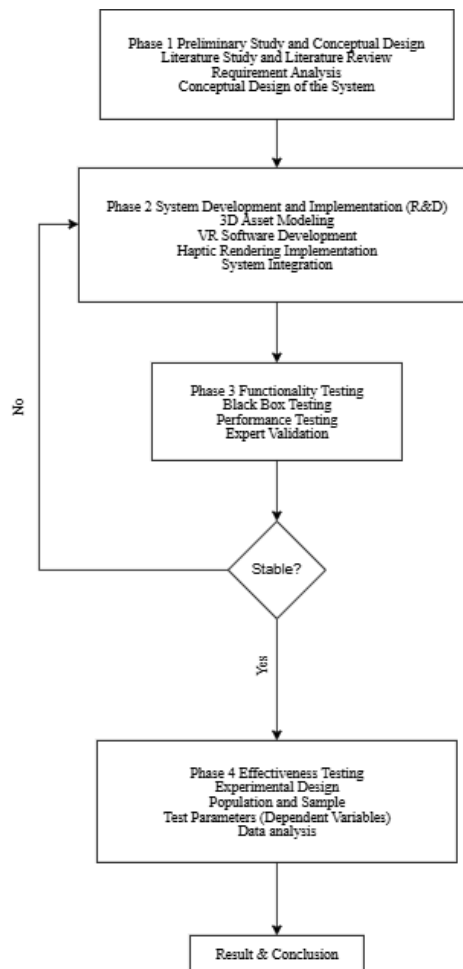 Phase 1 Preliminary Study and Conceptual Design
Literature Study and Literature Review
Requirement Analysis
Conceptual Design of the System
Phase 2 System Development and Implementation (R&D)
3D Asset Modeling
VR Software Development
Haptic Rendering Implementation
System Integration
Phase 3 Functionality Testing
Black Box Testing
Performance Testing
Expert Validation
No
Stable?
Yes
Phase 4 Effectiveness Testing
Experimental Design
Population and Sample
Test Parameters (Dependent Variables)
Data analysis
Result & Conclusion